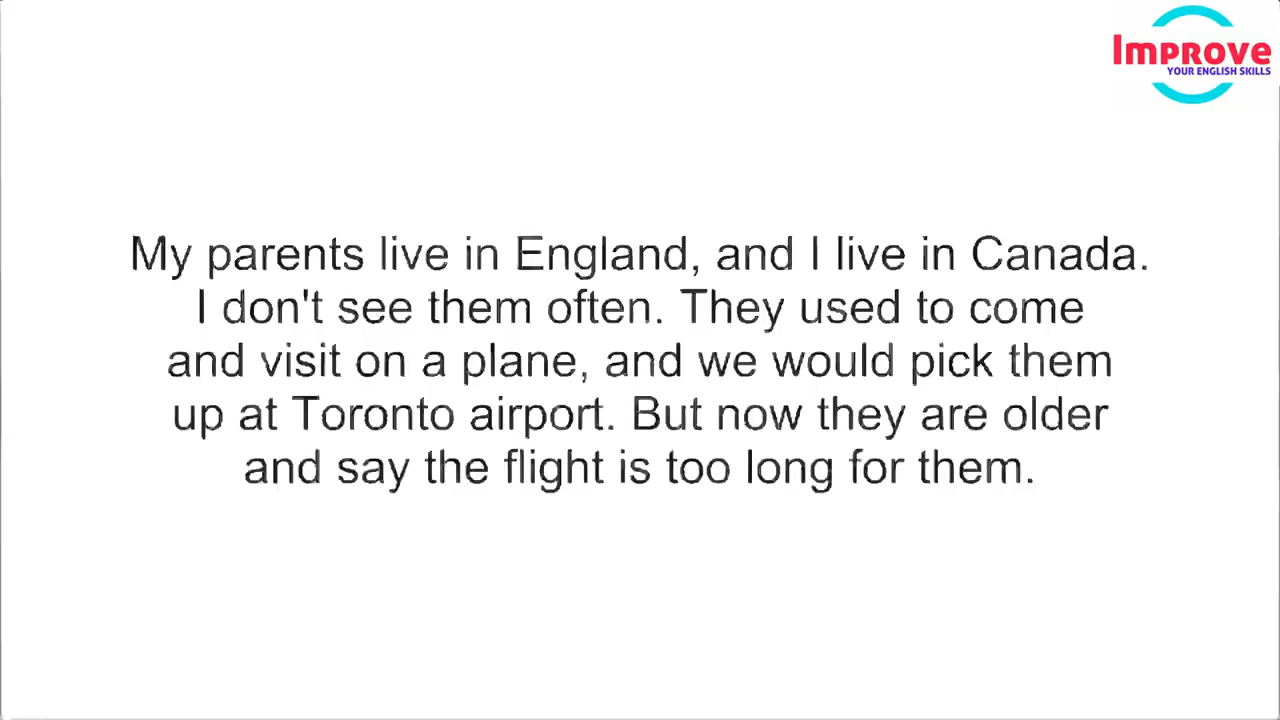 Improve
YOUR ENGLISH SKILLS
My parents live in England, and I live in Canada.
I don't see them often. They used to come
and visit on a plane, and we would pick them
up at Toronto airport. But now they are older
and say the flight is too long for them.